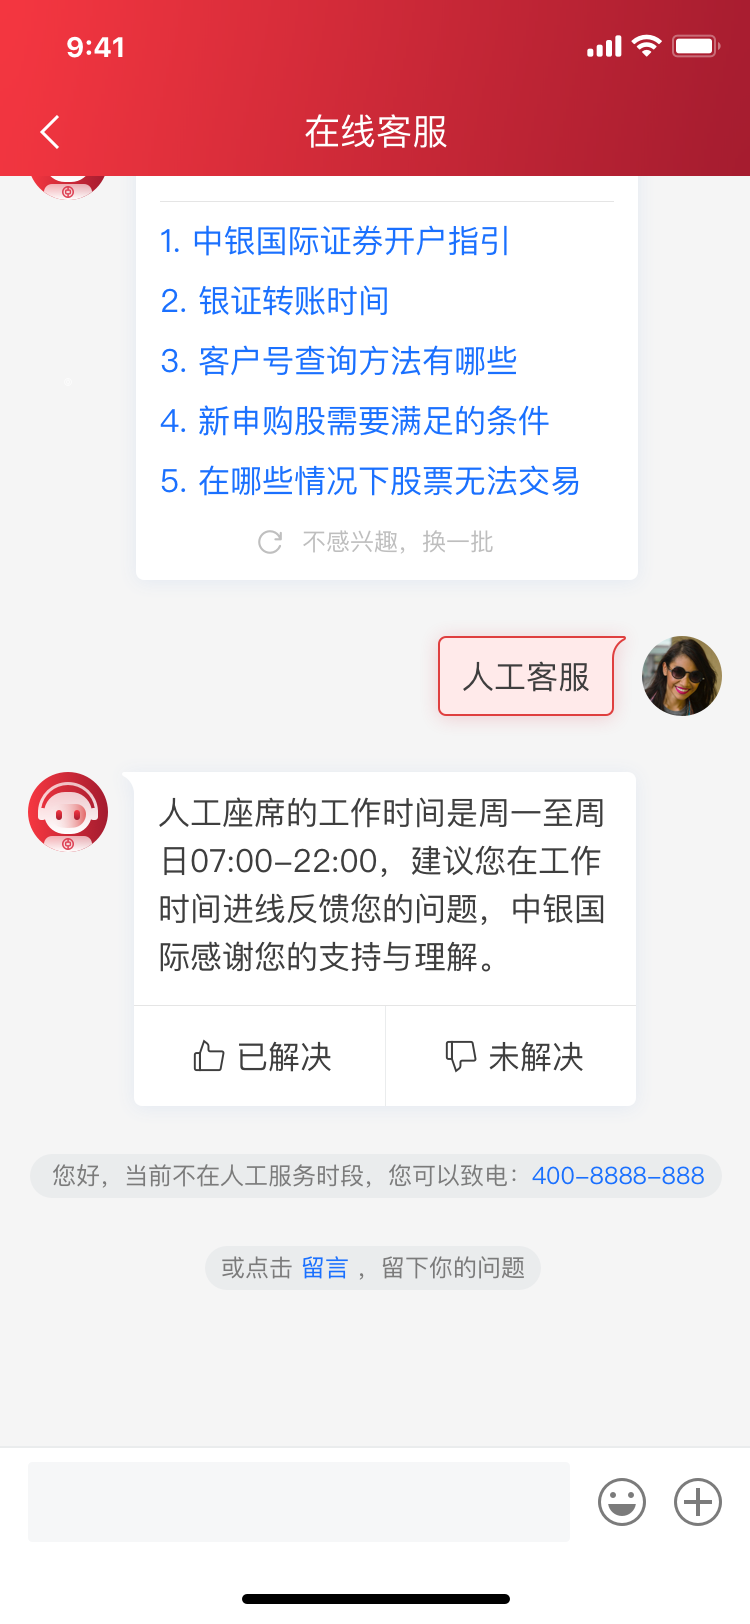 9:41
在线客服
1. 中银国际证券开户指引
2. 银证转账时间
3. 客户号查询方法有哪些
4. 新申购股需要满足的条件
5. 在哪些情况下股票无法交易
不感兴趣，换一批
人工客服
人工座席的工作时间是周一至周
日07:00-22:00，建议您在工作
时间进线反馈您的问题，中银国
际感谢您的支持与理解。
已解决 未解决
您好，当前不在人工服务时段，您可以致电：400-8888-888
或点击 留言 ，留下你的问题